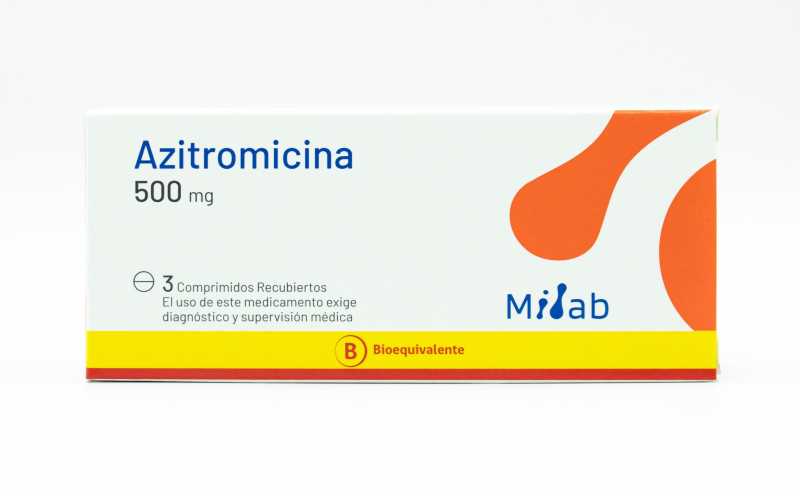 Azitromicina
500 mg
3 Comprimidos Recubiertos
El uso de este medicamento exige
diagnóstico y supervisión médica
Milab
B Bioequivalente